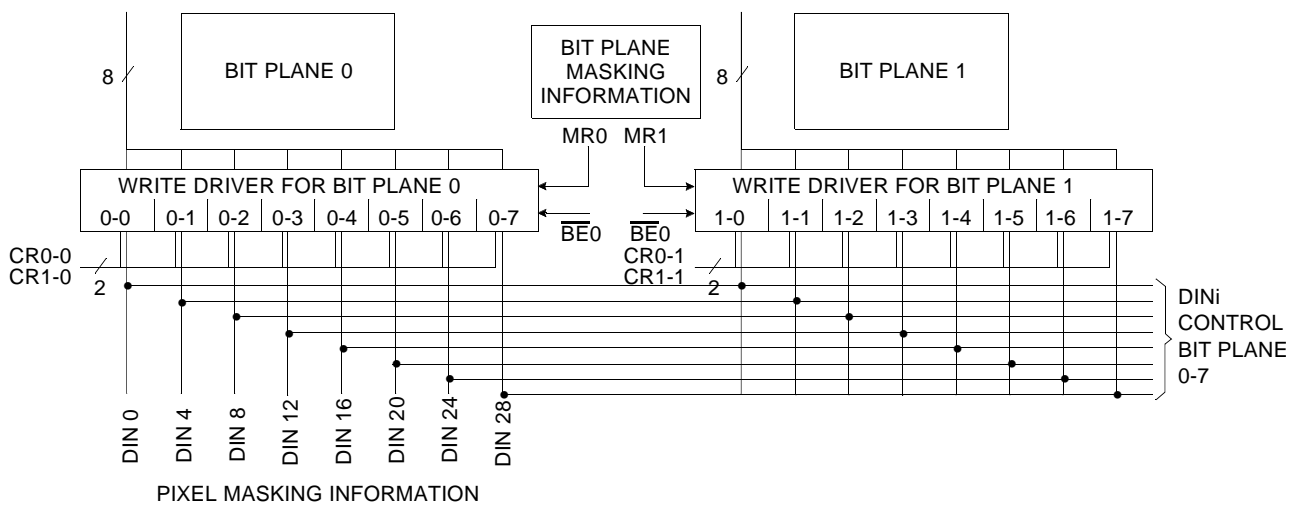 8
BIT PLANE 0
BIT PLANE
MASKING
INFORMATION
8
BIT PLANE 1
MR0 MR1
WRITE DRIVER FOR BIT PLANE 0
0-0 0-1 0-2 0-3 0-4 0-5 0-6 0-7
WRITE DRIVER FOR BIT PLANE 1
1-0 1-1 1-2 1-3 1-4 1-5 1-6 1-7
B̅E̅0 B̅E̅0
CR0-0
CR1-0
2
CR0-1
CR1-1
2
DINi
CONTROL
BIT PLANE
0-7
DIN 0
DIN 4
DIN 8
DIN 12
DIN 16
DIN 20
DIN 24
DIN 28
PIXEL MASKING INFORMATION